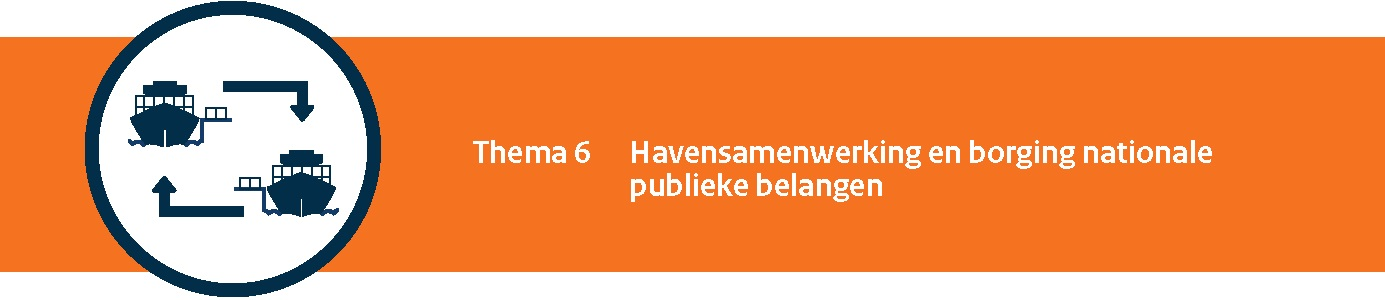 Thema 6 Havensamenwerking en borging nationale
publieke belangen